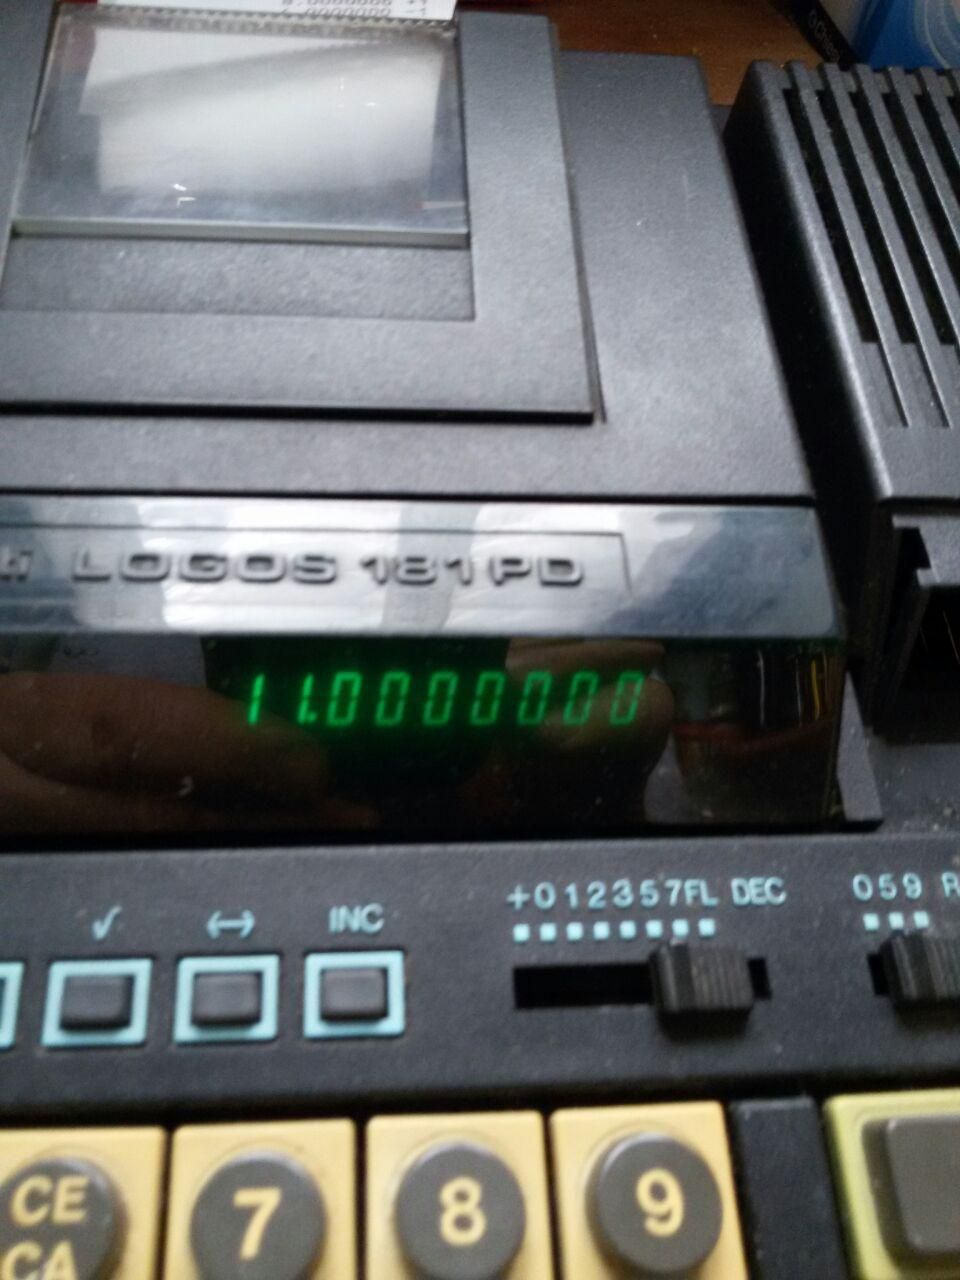 LOGOS 181PD
11.0000000
√ ↔ INC
+012357FL DEC
059 R
CE
CA
7
8
9